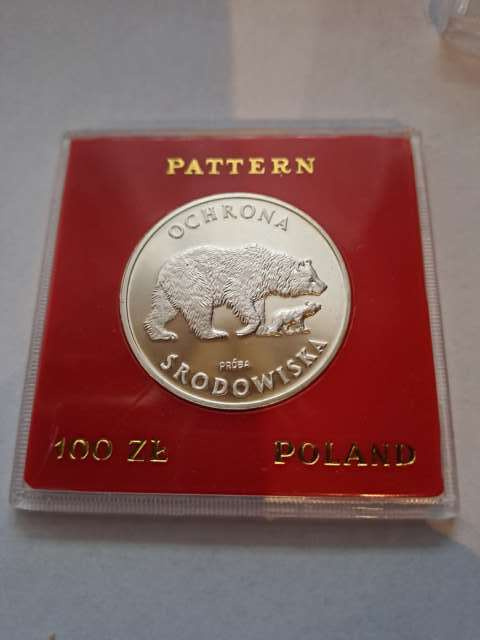 PATTERN
OCHRONA
PRÓBA
ŚRODOWISKA
100 ZŁ POLAND